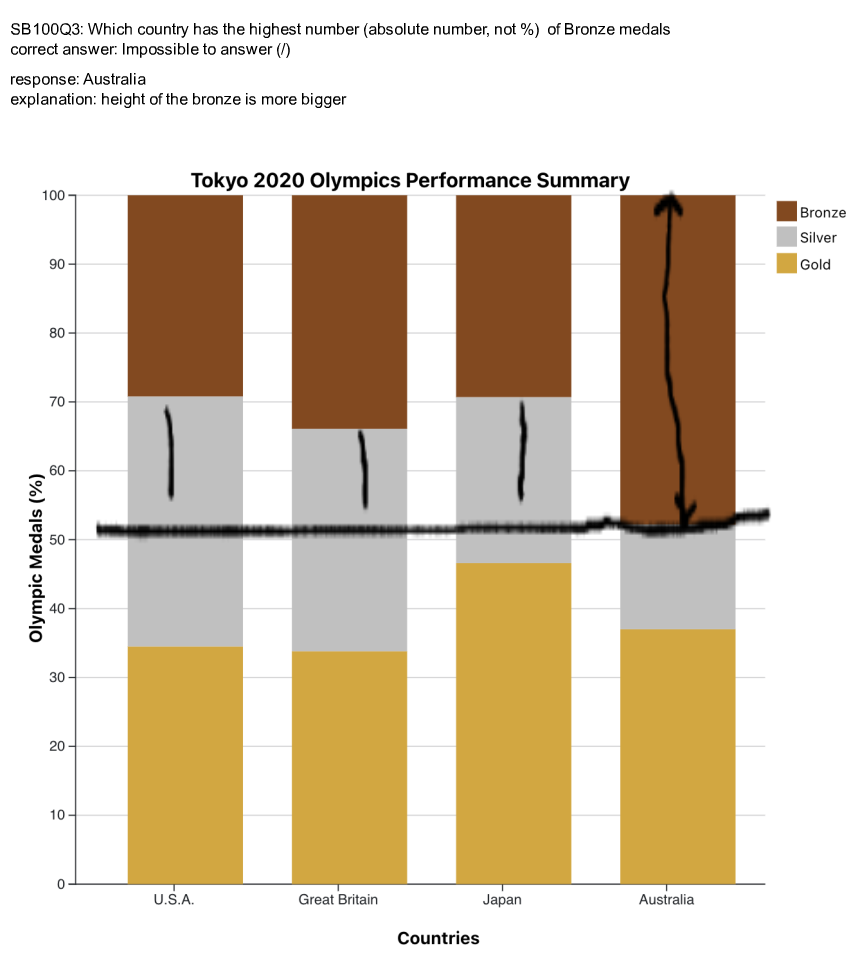 SB100Q3: Which country has the highest number (absolute number, not %)  of Bronze medals
correct answer: Impossible to answer (/)
response: Australia
explanation: height of the bronze is more bigger
Tokyo 2020 Olympics Performance Summary
Bronze
Silver
Gold
Olympic Medals (%)
100
90
80
70
60
50
40
30
20
10
0
U.S.A.
Great Britain
Japan
Australia
Countries